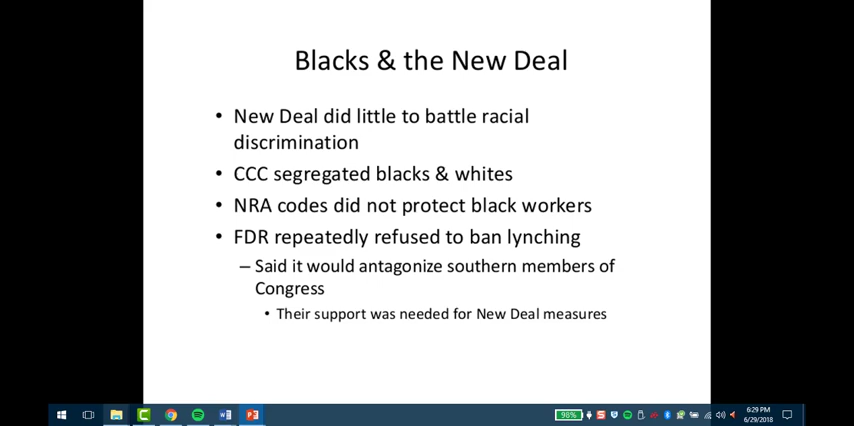 Blacks & the New Deal
• New Deal did little to battle racial
discrimination
• CCC segregated blacks & whites
• NRA codes did not protect black workers
• FDR repeatedly refused to ban lynching
– Said it would antagonize southern members of
Congress
• Their support was needed for New Deal measures
98%
6:29 PM
6/29/2018